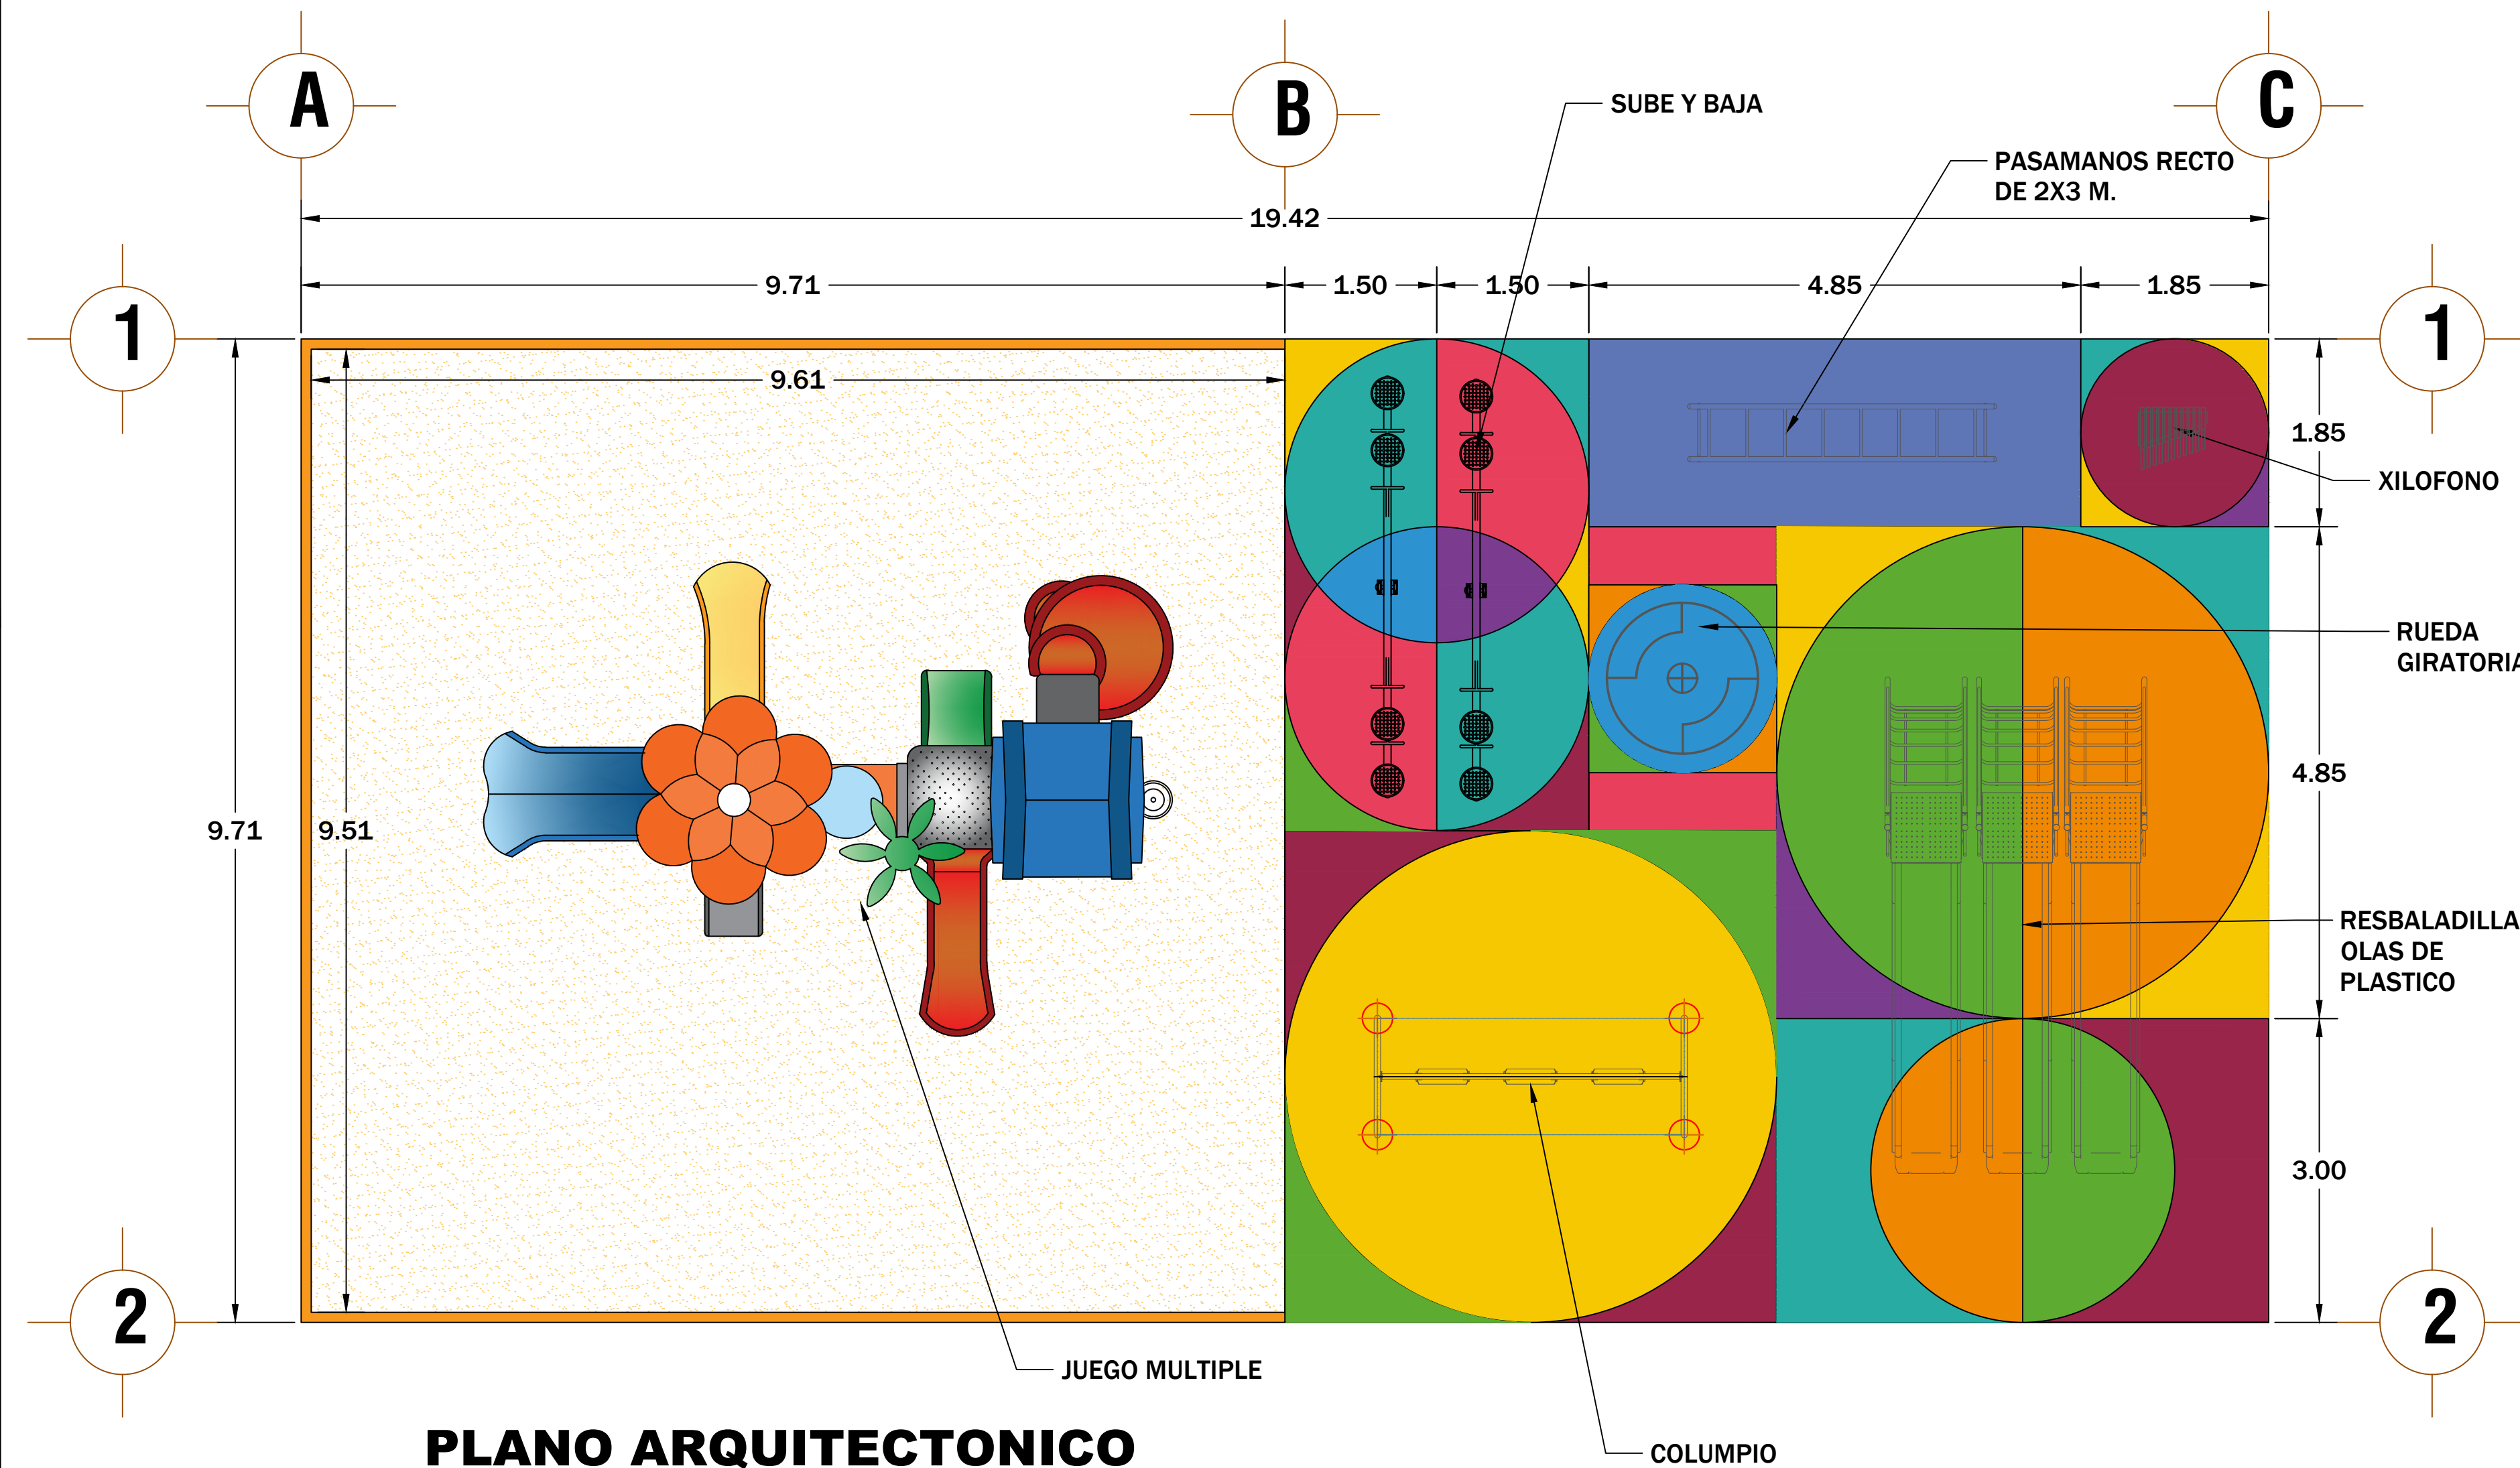 A
B
C
SUBE Y BAJA
PASAMANOS RECTO
DE 2X3 M.
19.42
9.71
1.50
1.50
4.85
1.85
1
1
9.61
1.85
XILOFONO
RUEDA
GIRATORIA
4.85
9.71
9.51
RESBALADILLA
OLAS DE
PLASTICO
3.00
2
2
JUEGO MULTIPLE
COLUMPIO
PLANO ARQUITECTONICO